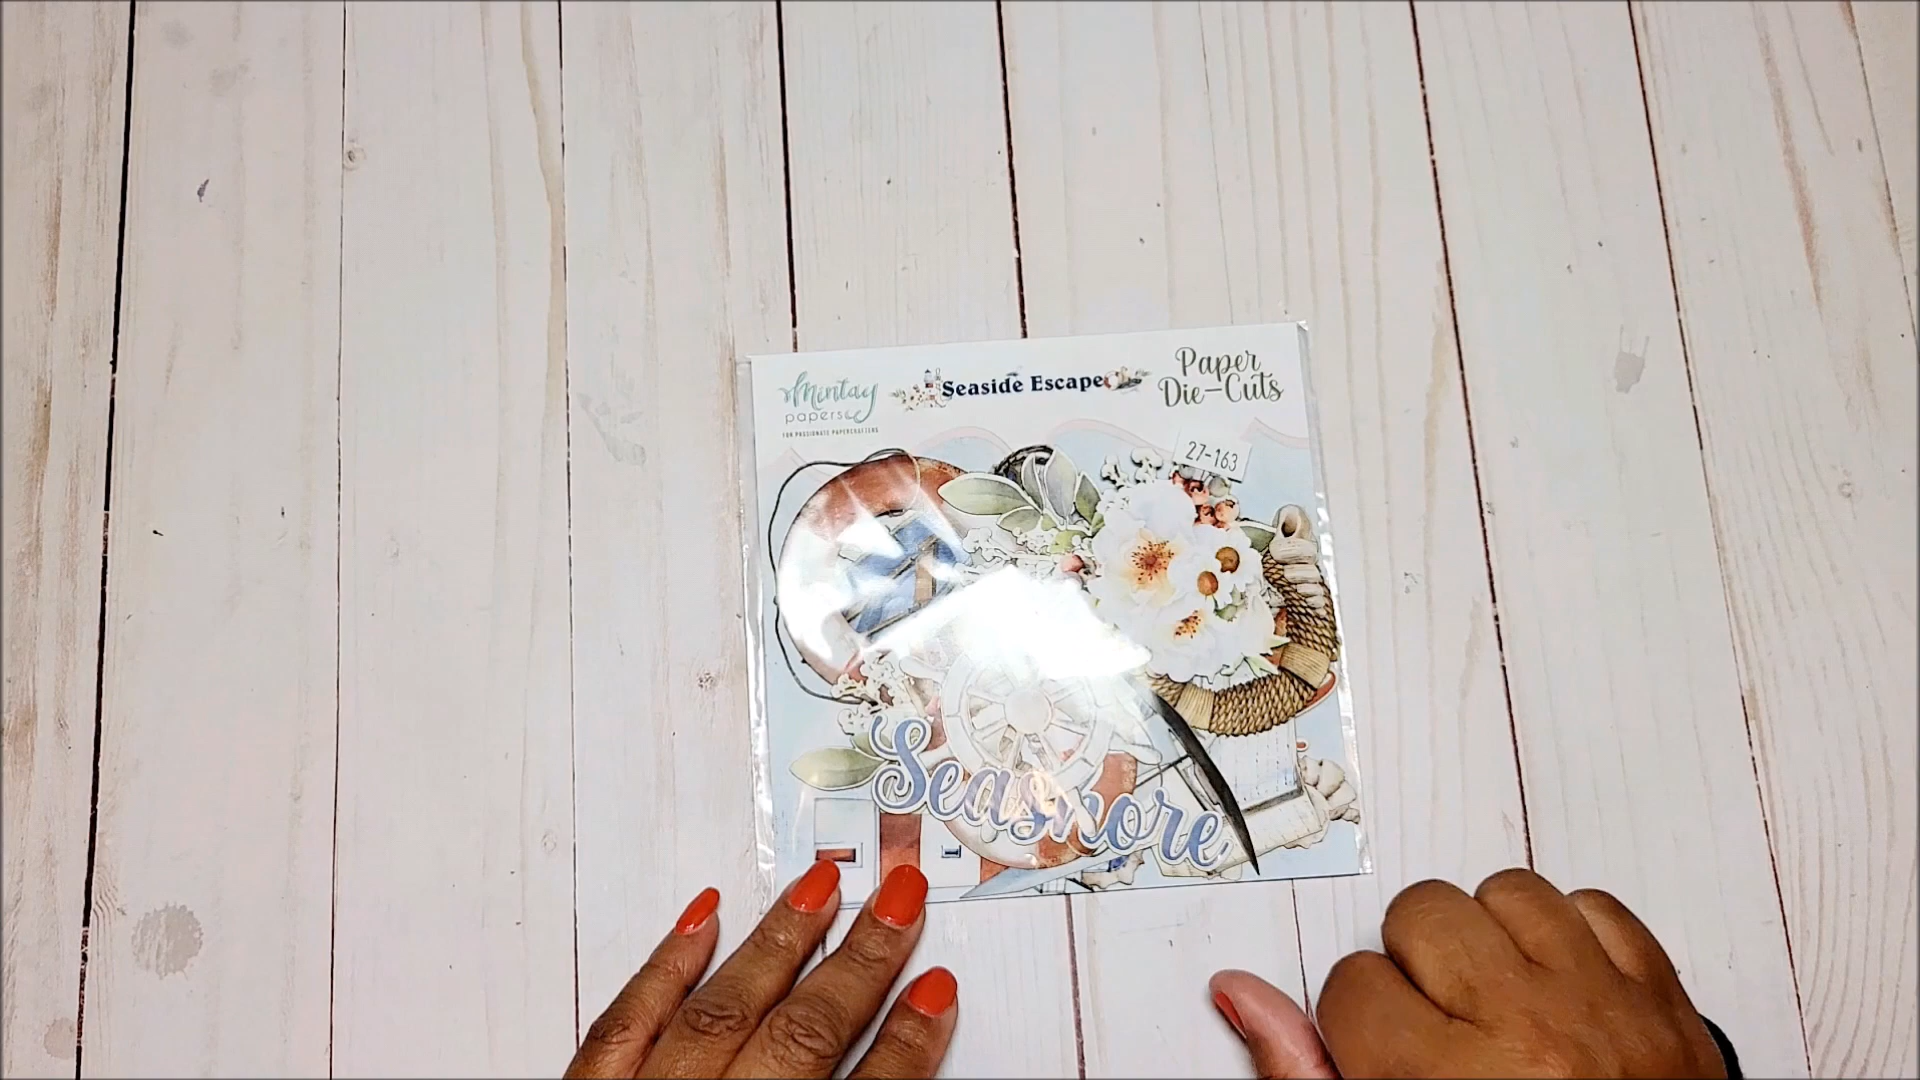 Mintay
papers
FOR PASSIONATE PAPERCRAFTERS
Seaside Escape
Paper
Die-Cuts
27-163
Seashore